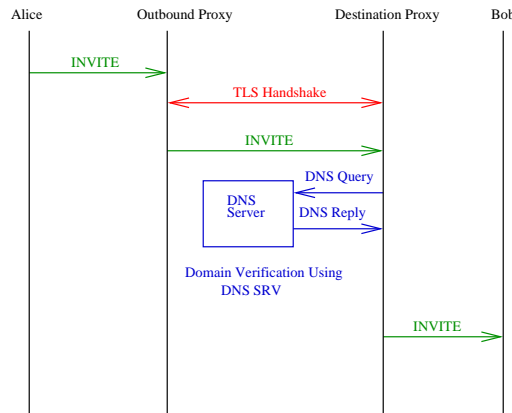 Alice
Outbound Proxy
Destination Proxy
Bob
INVITE
TLS Handshake
INVITE
DNS Query
DNS
Server
DNS Reply
Domain Verification Using
DNS SRV
INVITE